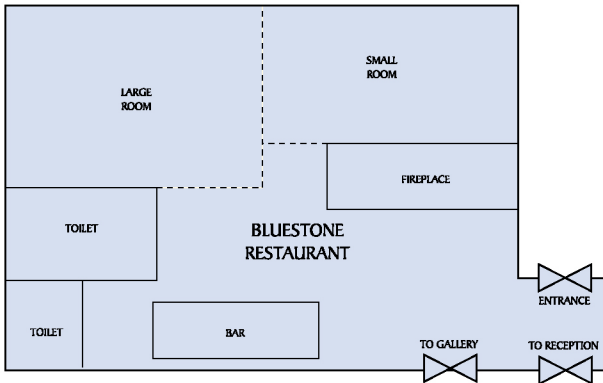 SMALL
ROOM
LARGE
ROOM
FIREPLACE
TOILET
BLUESTONE
RESTAURANT
ENTRANCE
TOILET
BAR
TO GALLERY
TO RECEPTION